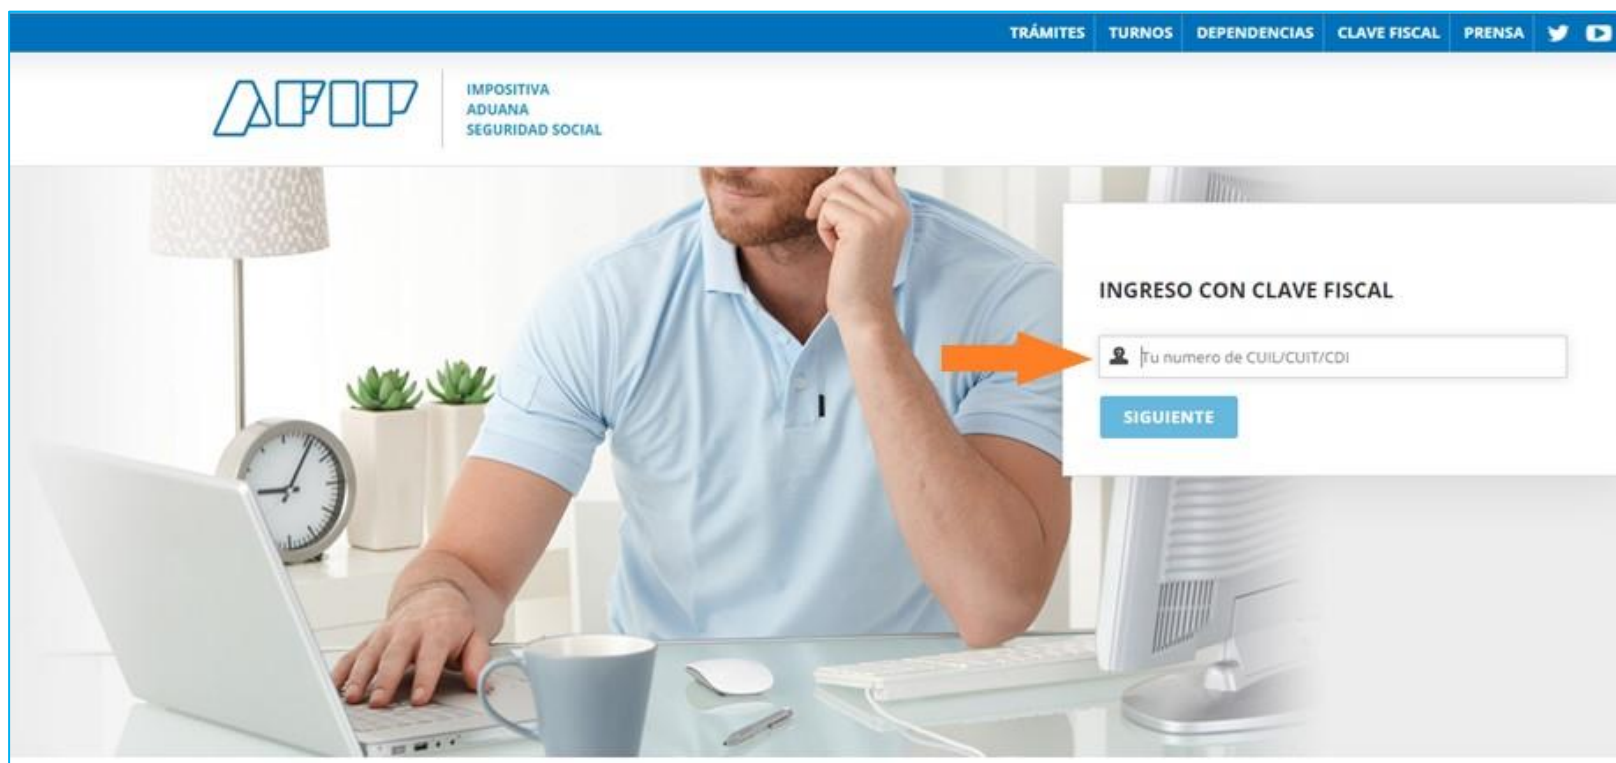 TRÁMITES
TURNOS
DEPENDENCIAS
CLAVE FISCAL
PRENSA
AFIP
IMPOSITIVA
ADUANA
SEGURIDAD SOCIAL
INGRESO CON CLAVE FISCAL
Tu numero de CUIL/CUIT/CDI
SIGUIENTE